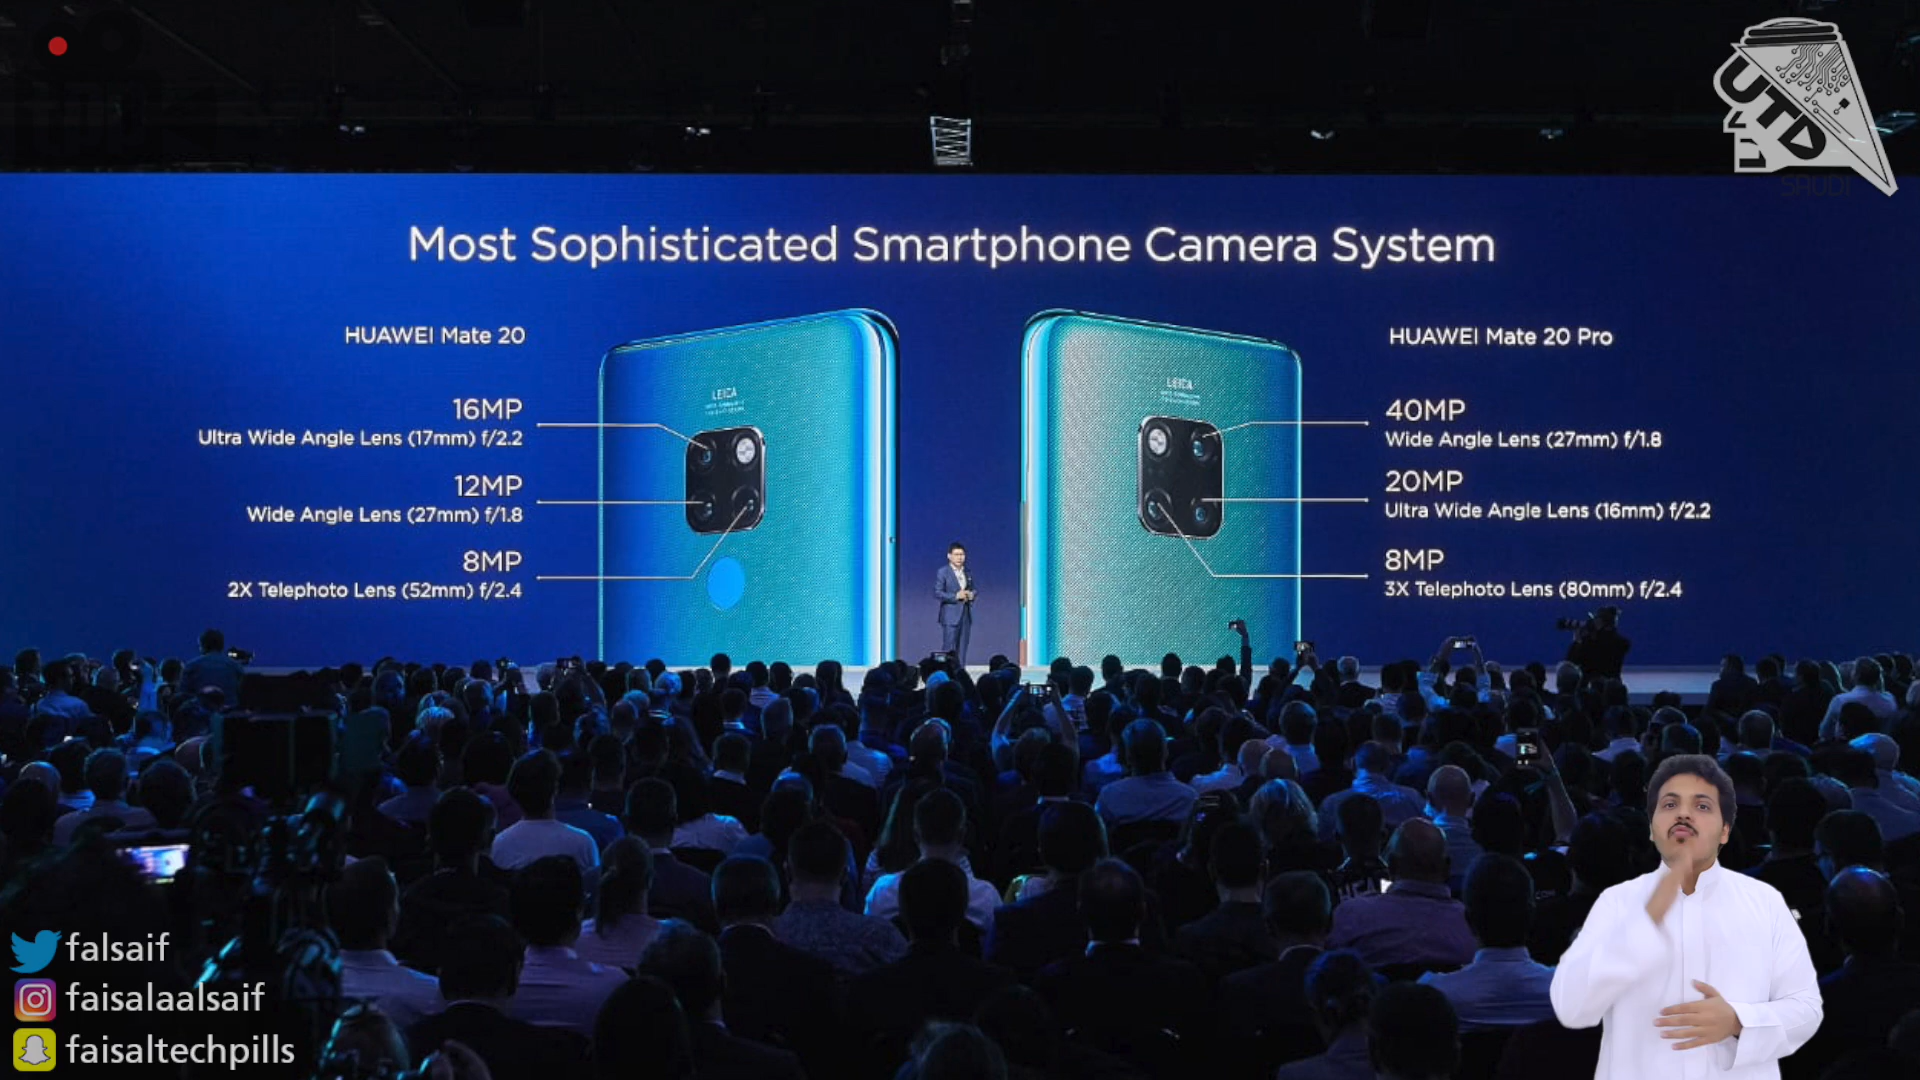 UTD
SAUDI
Most Sophisticated Smartphone Camera System
HUAWEI Mate 20
16MP
Ultra Wide Angle Lens (17mm) f/2.2
12MP
Wide Angle Lens (27mm) f/1.8
8MP
2X Telephoto Lens (52mm) f/2.4
LEICA
LEICA
HUAWEI Mate 20 Pro
40MP
Wide Angle Lens (27mm) f/1.8
20MP
Ultra Wide Angle Lens (16mm) f/2.2
8MP
3X Telephoto Lens (80mm) f/2.4
falsaif
faisalaalsaif
faisaltechpills